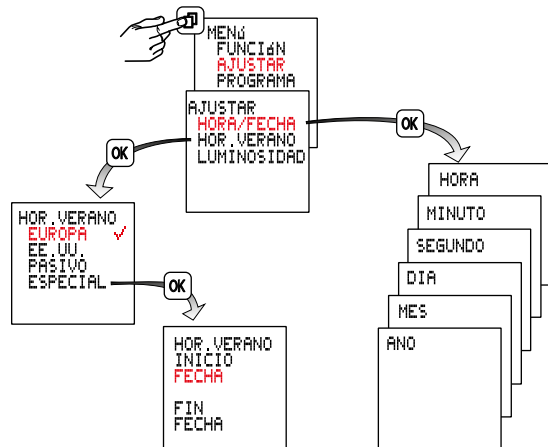 MENú
FUNCIóN
AJUSTAR
PROGRAMA
AJUSTAR
HORA/FECHA
HOR.VERANO
LUMINOSIDAD
OK
OK
HOR.VERANO
EUROPA ✓
EE.UU.
PASIVO
ESPECIAL
OK
HOR.VERANO
INICIO
FECHA
FIN
FECHA
HORA
MINUTO
SEGUNDO
DIA
MES
ANO